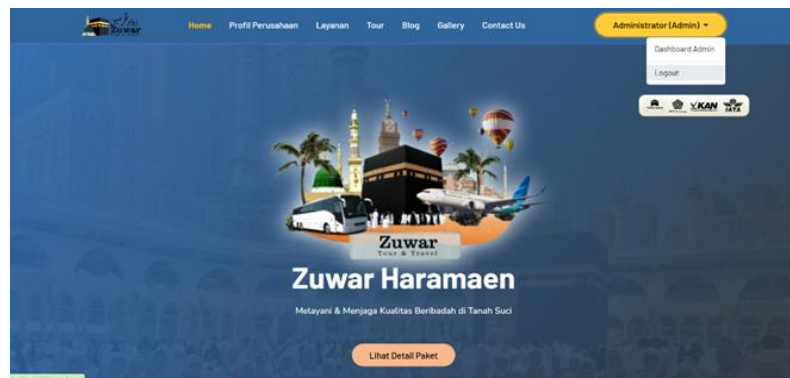 Zuwar
Home Profil Perusahaan Layanan Tour Blog Gallery Contact Us
Administrator (Admin)
Dashboard Admin
Logout
KAN IATA
Zuwar
Tour & Travel
Zuwar Haramaen
Melayani & Menjaga Kualitas Beribadah di Tanah Suci
Lihat Detail Paket